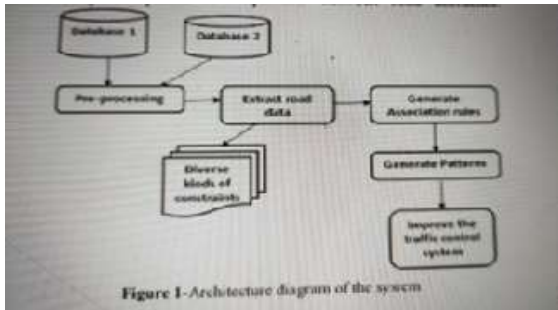 Database 1
Database 2
Pre-processing
Extract road
data
Generate
Association rules
Diverse
kinds of
constraints
Generate Patterns
Improve the
traffic control
system
Figure 1-Architecture diagram of the system